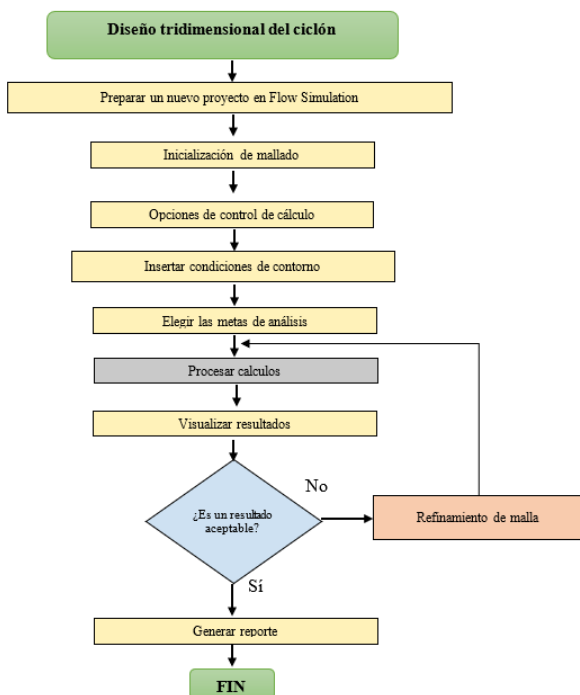 Diseño tridimensional del ciclón
Preparar un nuevo proyecto en Flow Simulation
Inicialización de mallado
Opciones de control de cálculo
Insertar condiciones de contorno
Elegir las metas de análisis
Procesar calculos
Visualizar resultados
¿Es un resultado
aceptable?
No
Refinamiento de malla
Sí
Generar reporte
FIN